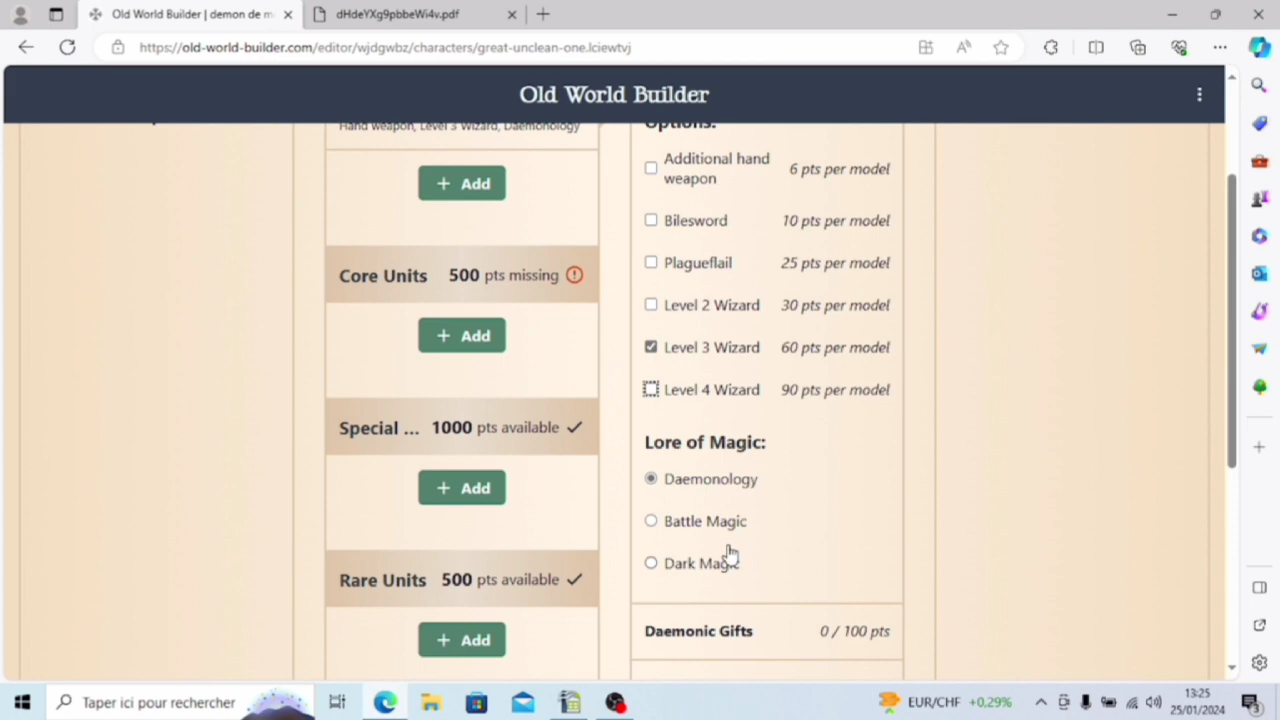 Old World Builder | demon de m
dHdeYXg9pbbeWi4v.pdf
https://old-world-builder.com/editor/wjdgwbz/characters/great-unclean-one.lciewtvj
Old World Builder
Hand weapon, Level 3 Wizard, Daemonology
+ Add
Core Units 500 pts missing
+ Add
Special ... 1000 pts available
+ Add
Rare Units 500 pts available
+ Add
Options:
Additional hand weapon 6 pts per model
Bilesword 10 pts per model
Plagueflail 25 pts per model
Level 2 Wizard 30 pts per model
Level 3 Wizard 60 pts per model
Level 4 Wizard 90 pts per model
Lore of Magic:
Daemonology
Battle Magic
Dark Magic
Daemonic Gifts 0 / 100 pts
Taper ici pour rechercher
EUR/CHF +0,29%
13:25
25/01/2024
3